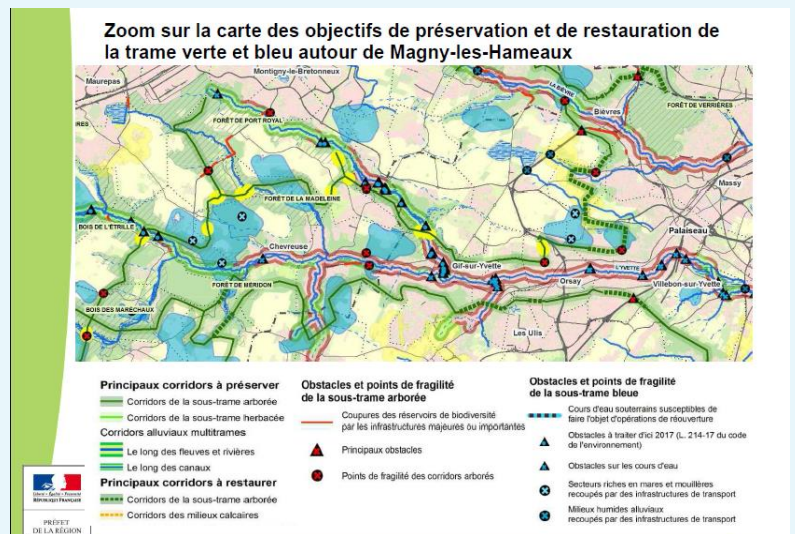 Zoom sur la carte des objectifs de préservation et de restauration de
la trame verte et bleu autour de Magny-les-Hameaux
Maurepas
Montigny-le-Bretonneux
LA BIÈVRE
Bièvres
FORÊT DE VERRIÈRES
FORÊT DE PORT ROYAL
Massy
FORÊT DE LA MADELEINE
BOIS DE L'ÉTRILLE
Chevreuse
Palaiseau
Gif-sur-Yvette
L'YVETTE
FORÊT DE MÉRIDON
Orsay
Villebon-sur-Yvette
BOIS DES MARÉCHAUX
Les Ulis
Principaux corridors à préserver
Corridors de la sous-trame arborée
Corridors de la sous-trame herbacée
Corridors alluviaux multitrames
Le long des fleuves et rivières
Le long des canaux
Principaux corridors à restaurer
Corridors de la sous-trame arborée
Corridors des milieux calcaires
Obstacles et points de fragilité
de la sous-trame arborée
Coupures des réservoirs de biodiversité
par les infrastructures majeures ou importantes
Principaux obstacles
Points de fragilité des corridors arborés
Obstacles et points de fragilité
de la sous-trame bleue
Cours d'eau souterrains susceptibles de
faire l'objet d'opérations de réouverture
Obstacles à traiter d'ici 2017 (L. 214-17 du code
de l'environnement)
Obstacles sur les cours d'eau
Secteurs riches en mares et mouillères
recoupés par des infrastructures de transport
Milieux humides alluviaux
recoupés par des infrastructures de transport
Liberté • Égalité • Fraternité
RÉPUBLIQUE FRANÇAISE
PRÉFET
DE LA RÉGION